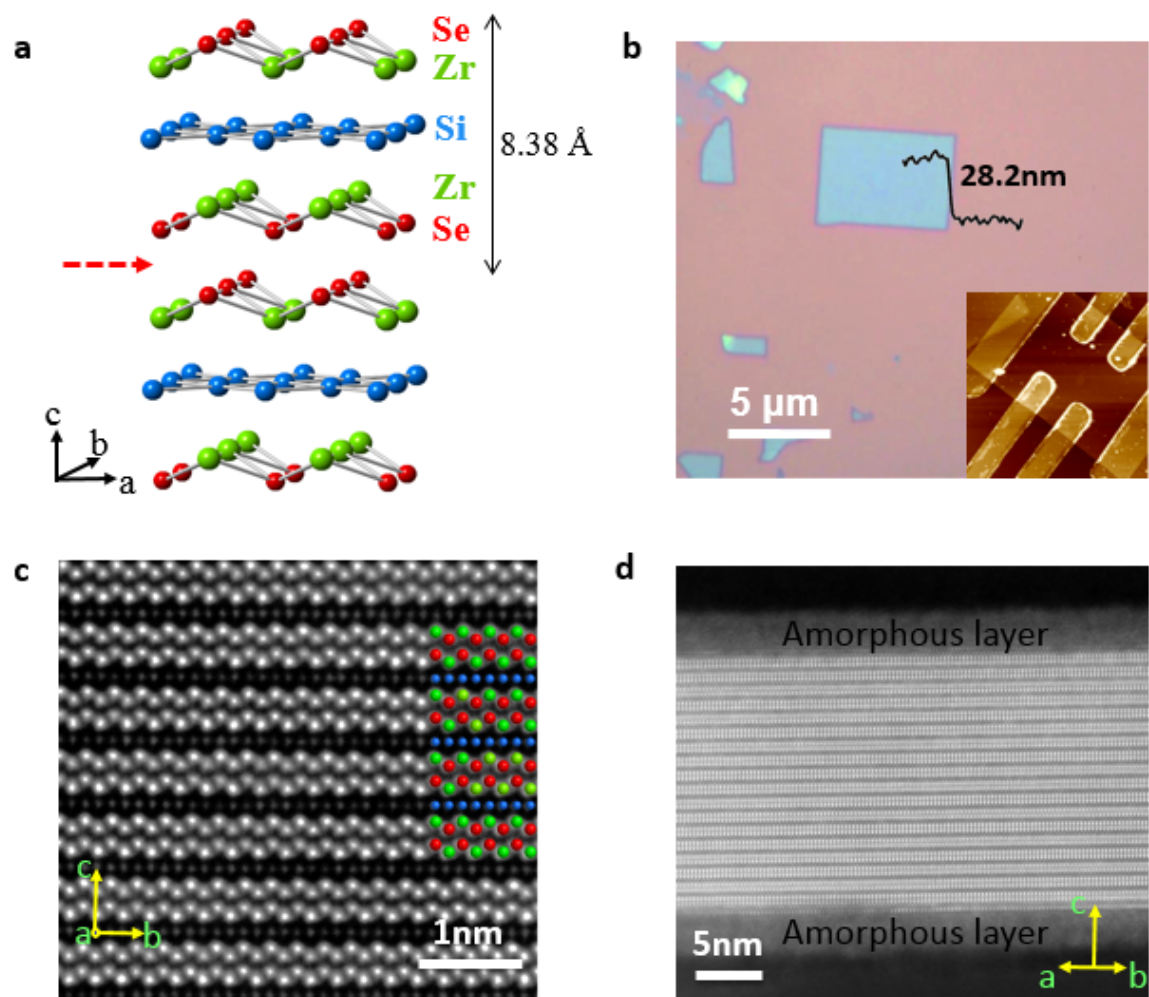 a
Se
Zr
Si
8.38 Å
Zr
Se
c
b
a
b
28.2nm
5 µm
c
c
a
b
1nm
d
Amorphous layer
Amorphous layer
5nm
c
a
b